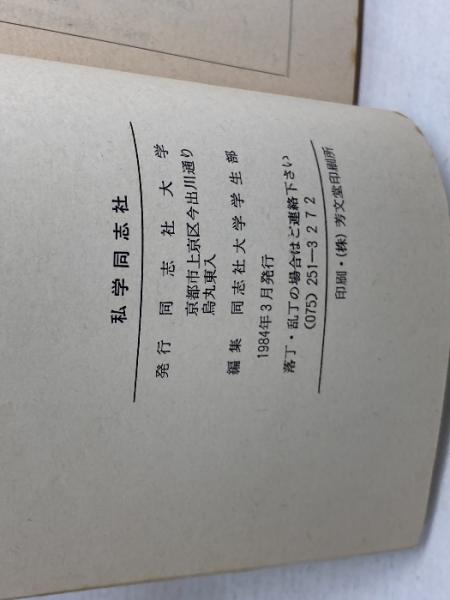 私学同志社
発行 同志社大学
京都市上京区今出川通り
烏丸東入
編集 同志社大学学生部
1984年3月発行
落丁・乱丁の場合はご連絡下さい
(075) 251—3272
印刷・(株) 芳文堂印刷所